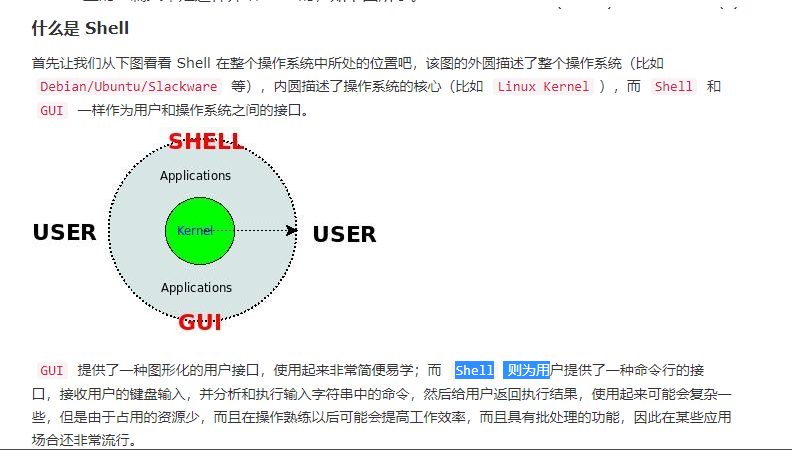 什么是 Shell
首先让我们从下图看看 Shell 在整个操作系统中所处的位置吧，该图的外圆描述了整个操作系统（比如
Debian/Ubuntu/Slackware 等），内圆描述了操作系统的核心（比如 Linux Kernel ），而 Shell 和
GUI 一样作为用户和操作系统之间的接口。
SHELL
Applications
USER
Kernel
USER
Applications
GUI
GUI 提供了一种图形化的用户接口，使用起来非常简便易学；而 Shell 则为用户提供了一种命令行的接
口，接收用户的键盘输入，并分析和执行输入字符串中的命令，然后给用户返回执行结果，使用起来可能会复杂一
些，但是由于占用的资源少，而且在操作熟练以后可能会提高工作效率，而且具有批处理的功能，因此在某些应用
场合还非常流行。